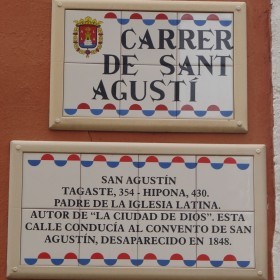 CARRER
DE SANT
AGUSTÍ
SAN AGUSTÍN
TAGASTE, 354 - HIPONA, 430.
PADRE DE LA IGLESIA LATINA.
AUTOR DE "LA CIUDAD DE DIOS". ESTA
CALLE CONDUCÍA AL CONVENTO DE SAN
AGUSTÍN, DESAPARECIDO EN 1848.